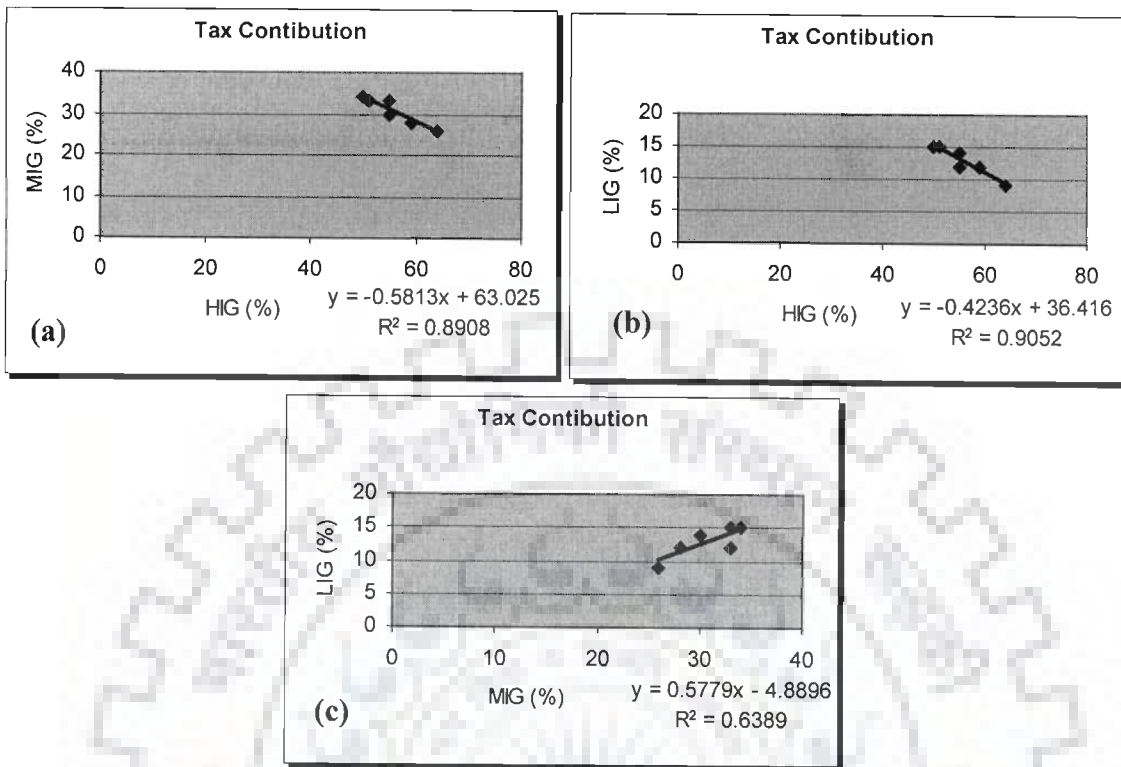 Tax Contibution
40
30
20
10
0
MIG (%)
0 20 40 60 80
HIG (%)
y = -0.5813x + 63.025
R² = 0.8908
(a)
Tax Contibution
20
15
10
5
0
LIG (%)
0 20 40 60 80
HIG (%)
y = -0.4236x + 36.416
R² = 0.9052
(b)
Tax Contibution
20
15
10
5
0
LIG (%)
0 10 20 30 40
MIG (%)
y = 0.5779x - 4.8896
R² = 0.6389
(c)